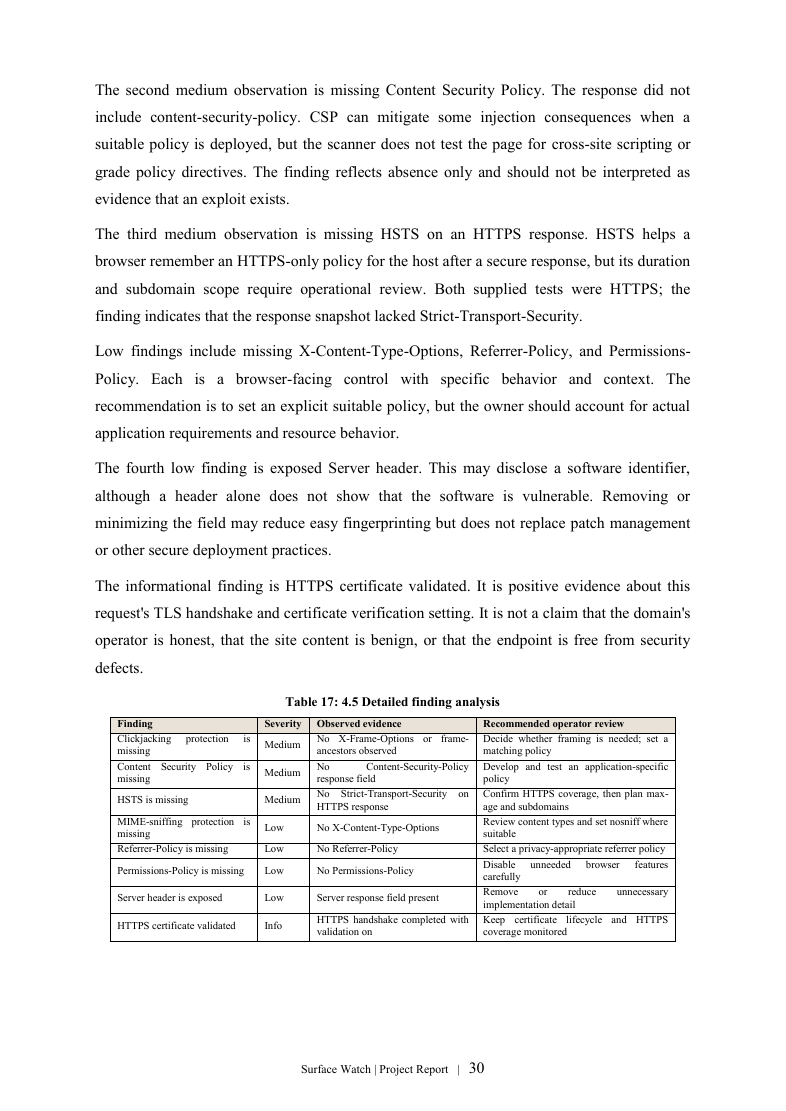 The second medium observation is missing Content Security Policy. The response did not
include content-security-policy. CSP can mitigate some injection consequences when a
suitable policy is deployed, but the scanner does not test the page for cross-site scripting or
grade policy directives. The finding reflects absence only and should not be interpreted as
evidence that an exploit exists.
The third medium observation is missing HSTS on an HTTPS response. HSTS helps a
browser remember an HTTPS-only policy for the host after a secure response, but its duration
and subdomain scope require operational review. Both supplied tests were HTTPS; the
finding indicates that the response snapshot lacked Strict-Transport-Security.
Low findings include missing X-Content-Type-Options, Referrer-Policy, and Permissions-
Policy. Each is a browser-facing control with specific behavior and context. The
recommendation is to set an explicit suitable policy, but the owner should account for actual
application requirements and resource behavior.
The fourth low finding is exposed Server header. This may disclose a software identifier,
although a header alone does not show that the software is vulnerable. Removing or
minimizing the field may reduce easy fingerprinting but does not replace patch management
or other secure deployment practices.
The informational finding is HTTPS certificate validated. It is positive evidence about this
request's TLS handshake and certificate verification setting. It is not a claim that the domain's
operator is honest, that the site content is benign, or that the endpoint is free from security
defects.
Table 17: 4.5 Detailed finding analysis
Finding Severity Observed evidence Recommended operator review
Clickjacking protection is missing Medium No X-Frame-Options or frame-ancestors observed Decide whether framing is needed; set a matching policy
Content Security Policy is missing Medium No Content-Security-Policy response field Develop and test an application-specific policy
HSTS is missing Medium No Strict-Transport-Security on HTTPS response Confirm HTTPS coverage, then plan max-age and subdomains
MIME-sniffing protection is missing Low No X-Content-Type-Options Review content types and set nosniff where suitable
Referrer-Policy is missing Low No Referrer-Policy Select a privacy-appropriate referrer policy
Permissions-Policy is missing Low No Permissions-Policy Disable unneeded browser features carefully
Server header is exposed Low Server response field present Remove or reduce unnecessary implementation detail
HTTPS certificate validated Info HTTPS handshake completed with validation on Keep certificate lifecycle and HTTPS coverage monitored
Surface Watch | Project Report | 30